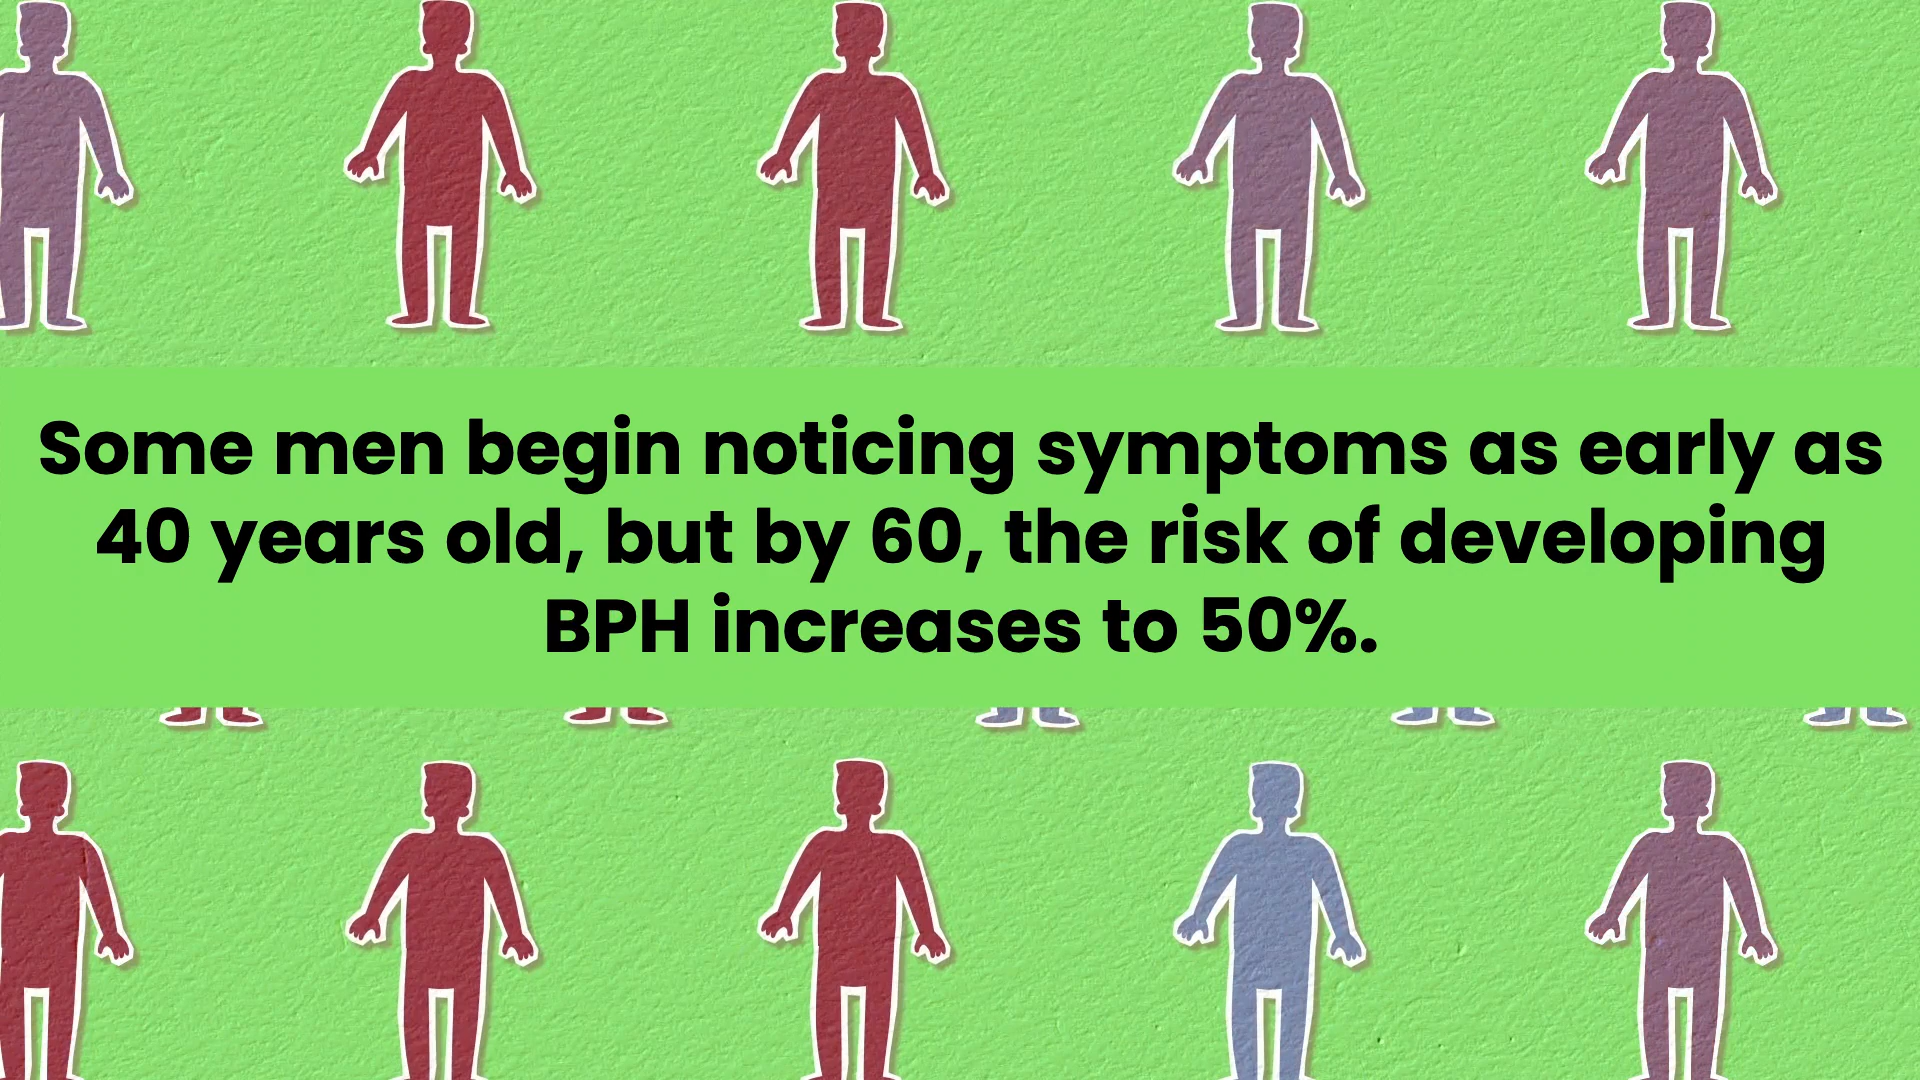 Some men begin noticing symptoms as early as
40 years old, but by 60, the risk of developing
BPH increases to 50%.